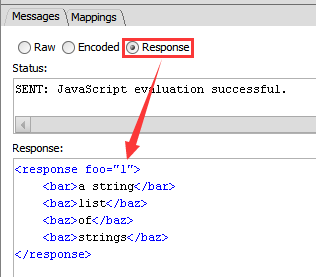 Messages Mappings
Raw Encoded Response
Status:
SENT: JavaScript evaluation successful.
Response:
<response foo="1">
    <bar>a string</bar>
    <baz>list</baz>
    <baz>of</baz>
    <baz>strings</baz>
</response>